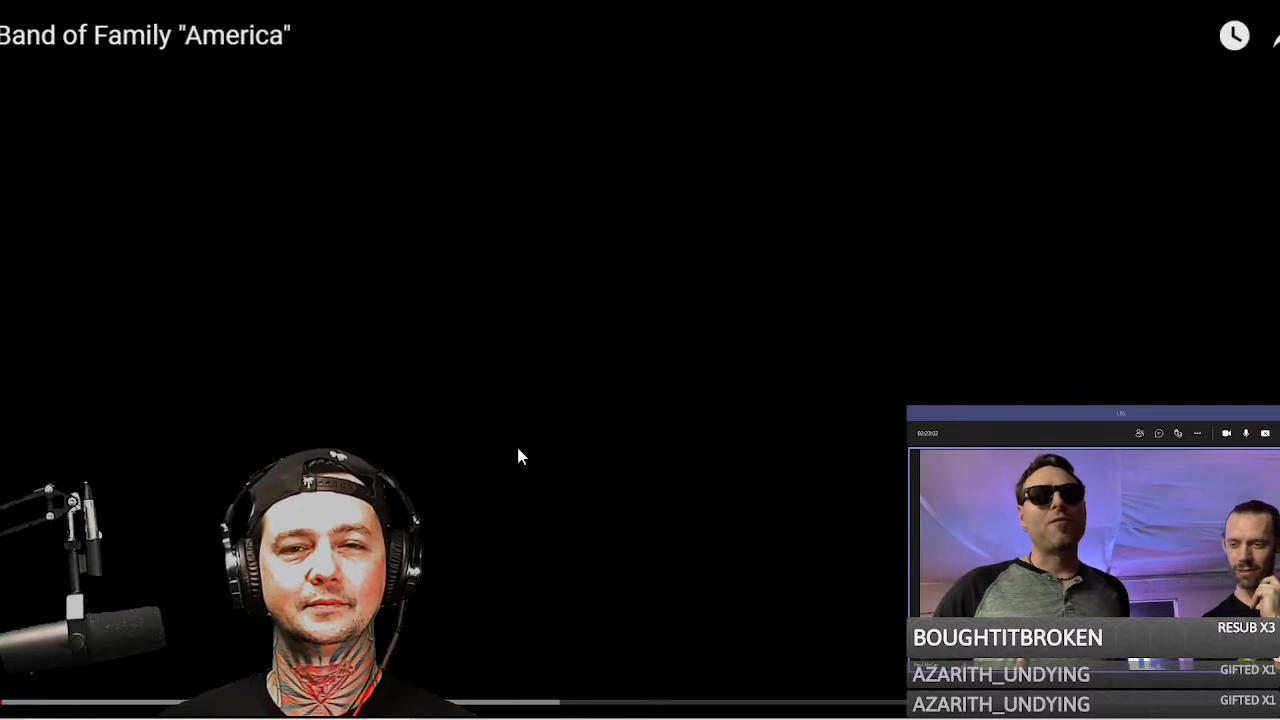 Band of Family "America"
BOUGHTITBROKEN
RESUB X3
AZARITH_UNDYING
GIFTED X1
AZARITH_UNDYING
GIFTED X1